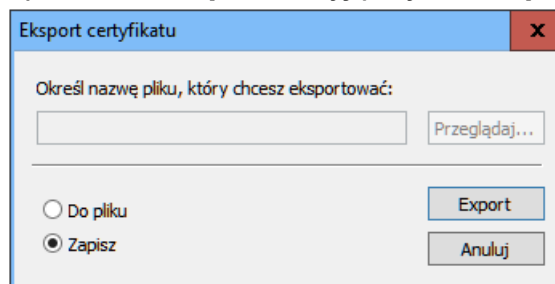 Eksport certyfikatu
x
Określ nazwę pliku, który chcesz eksportować:
Przeglądaj...
Do pliku
Export
Zapisz
Anuluj